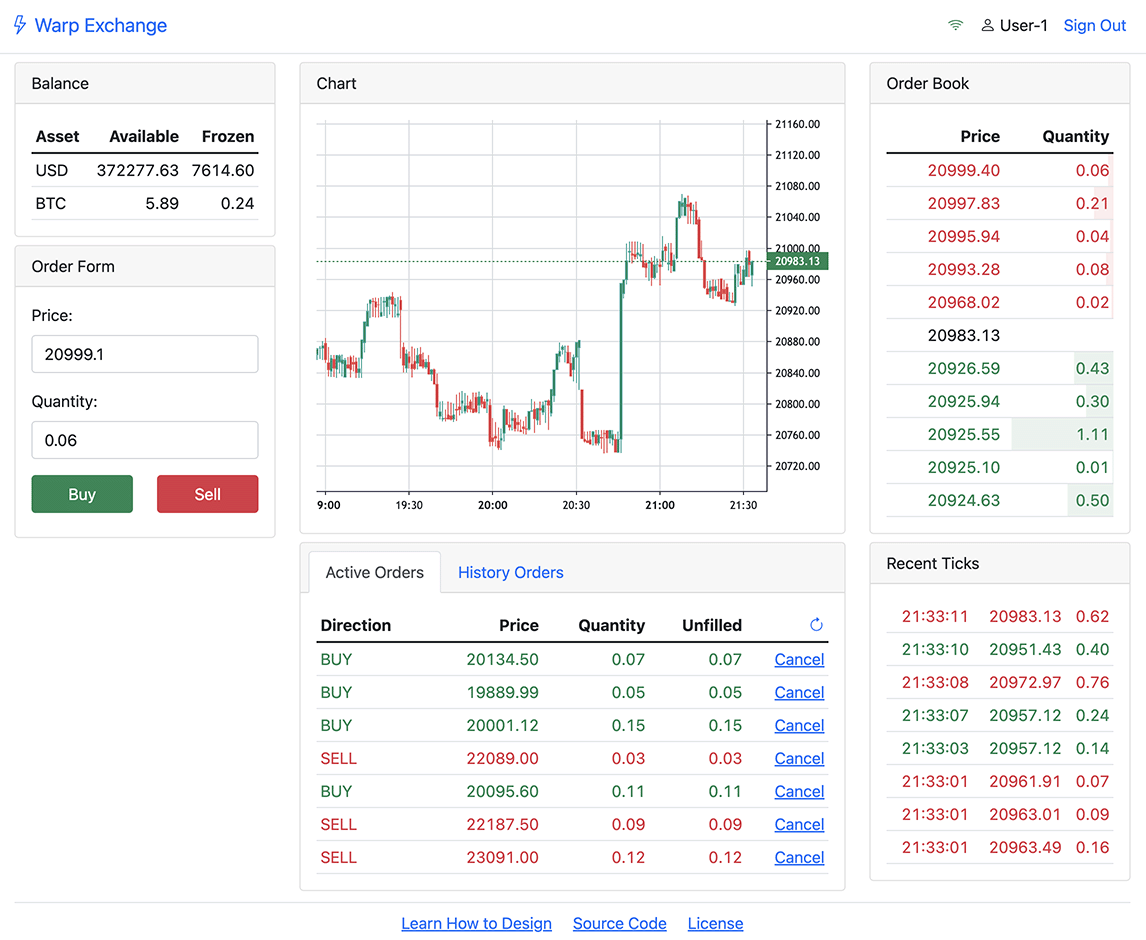 Warp Exchange
User-1 Sign Out
Balance
Asset Available Frozen
USD 372277.63 7614.60
BTC 5.89 0.24
Order Form
Price:
20999.1
Quantity:
0.06
Buy Sell
Chart
21160.00
21120.00
21080.00
21040.00
21000.00
20983.13
20960.00
20920.00
20880.00
20840.00
20800.00
20760.00
20720.00
9:00 19:30 20:00 20:30 21:00 21:30
Active Orders History Orders
Direction Price Quantity Unfilled
BUY 20134.50 0.07 0.07 Cancel
BUY 19889.99 0.05 0.05 Cancel
BUY 20001.12 0.15 0.15 Cancel
SELL 22089.00 0.03 0.03 Cancel
BUY 20095.60 0.11 0.11 Cancel
SELL 22187.50 0.09 0.09 Cancel
SELL 23091.00 0.12 0.12 Cancel
Order Book
Price Quantity
20999.40 0.06
20997.83 0.21
20995.94 0.04
20993.28 0.08
20968.02 0.02
20983.13
20926.59 0.43
20925.94 0.30
20925.55 1.11
20925.10 0.01
20924.63 0.50
Recent Ticks
21:33:11 20983.13 0.62
21:33:10 20951.43 0.40
21:33:08 20972.97 0.76
21:33:07 20957.12 0.24
21:33:03 20957.12 0.14
21:33:01 20961.91 0.07
21:33:01 20963.01 0.09
21:33:01 20963.49 0.16
Learn How to Design Source Code License